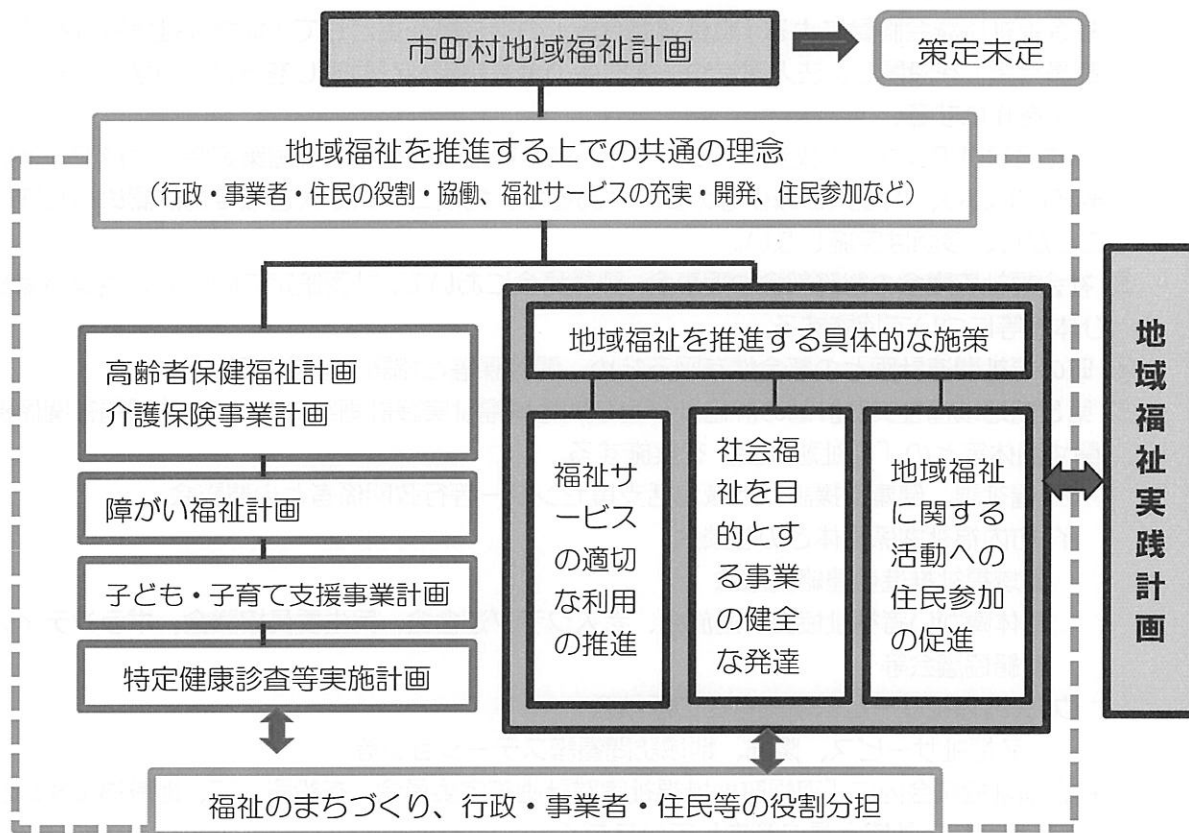 市町村地域福祉計画
策定未定
地域福祉を推進する上での共通の理念
（行政・事業者・住民の役割・協働、福祉サービスの充実・開発、住民参加など）
高齢者保健福祉計画
介護保険事業計画
障がい福祉計画
子ども・子育て支援事業計画
特定健康診査等実施計画
地域福祉を推進する具体的な施策
福祉サ
ービス
の適切
な利用
の推進
社会福
祉を目
的とす
る事業
の健全
な発達
地域福祉
に関する
活動への
住民参加
の促進
地域福祉実践計画
福祉のまちづくり、行政・事業者・住民等の役割分担